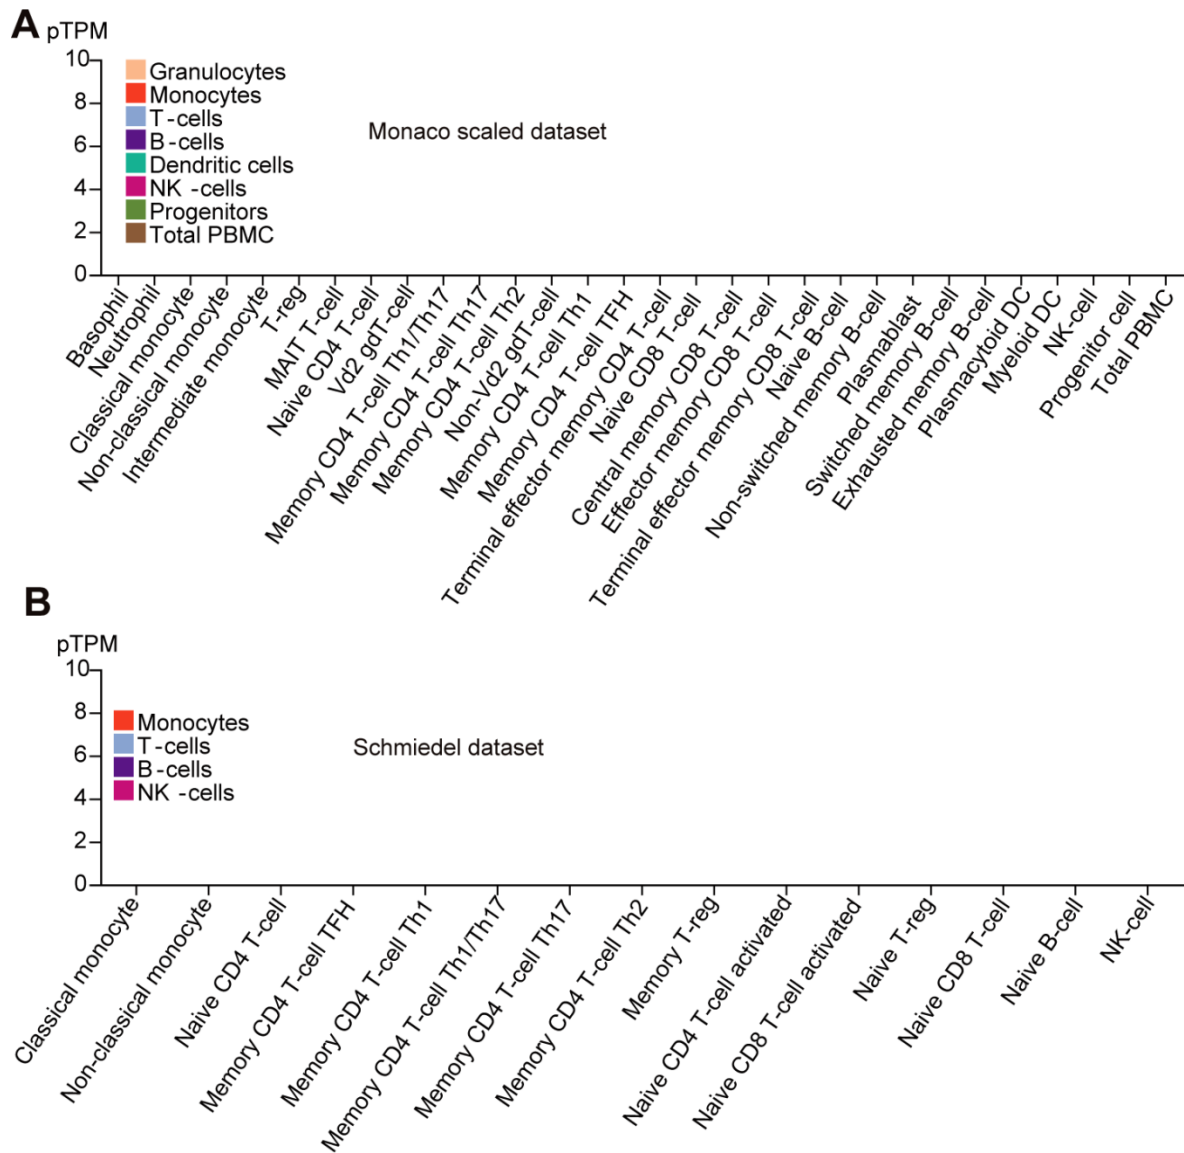 A
pTPM
10
8
6
4
2
0
Granulocytes
Monocytes
T-cells
B-cells
Dendritic cells
NK -cells
Progenitors
Total PBMC
Monaco scaled dataset
Basophil
Neutrophil
Classical monocyte
Non-classical monocyte
Intermediate monocyte
T-reg
MAIT T-cell
Naive CD4 T-cell
Vd2 gdT-cell
Memory CD4 T-cell Th1/Th17
Memory CD4 T-cell Th17
Memory CD4 T-cell Th2
Non-Vd2 gdT-cell
Memory CD4 T-cell Th1
Memory CD4 T-cell TFH
Terminal effector memory CD4 T-cell
Naive CD8 T-cell
Central memory CD8 T-cell
Effector memory CD8 T-cell
Terminal effector memory CD8 T-cell
Naive B-cell
Non-switched memory B-cell
Plasmablast
Switched memory B-cell
Exhausted memory B-cell
Plasmacytoid DC
Myeloid DC
NK-cell
Progenitor cell
Total PBMC
B
pTPM
10
8
6
4
2
0
Monocytes
T-cells
B-cells
NK -cells
Schmiedel dataset
Classical monocyte
Non-classical monocyte
Naive CD4 T-cell
Memory CD4 T-cell TFH
Memory CD4 T-cell Th1
Memory CD4 T-cell Th1/Th17
Memory CD4 T-cell Th17
Memory CD4 T-cell Th2
Memory T-reg
Naive CD4 T-cell activated
Naive CD8 T-cell activated
Naive T-reg
Naive CD8 T-cell
Naive B-cell
NK-cell